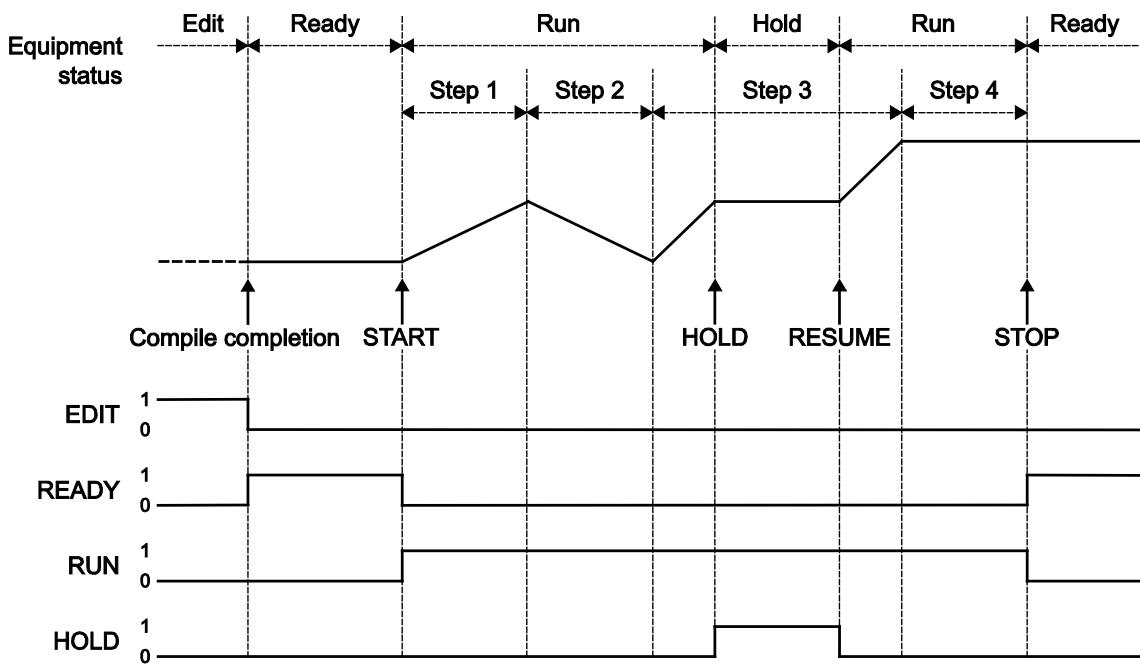 Edit Ready Run Hold Run Ready
Equipment
status
Step 1 Step 2 Step 3 Step 4
Compile completion START HOLD RESUME STOP
EDIT 1
0
READY 1
0
RUN 1
0
HOLD 1
0